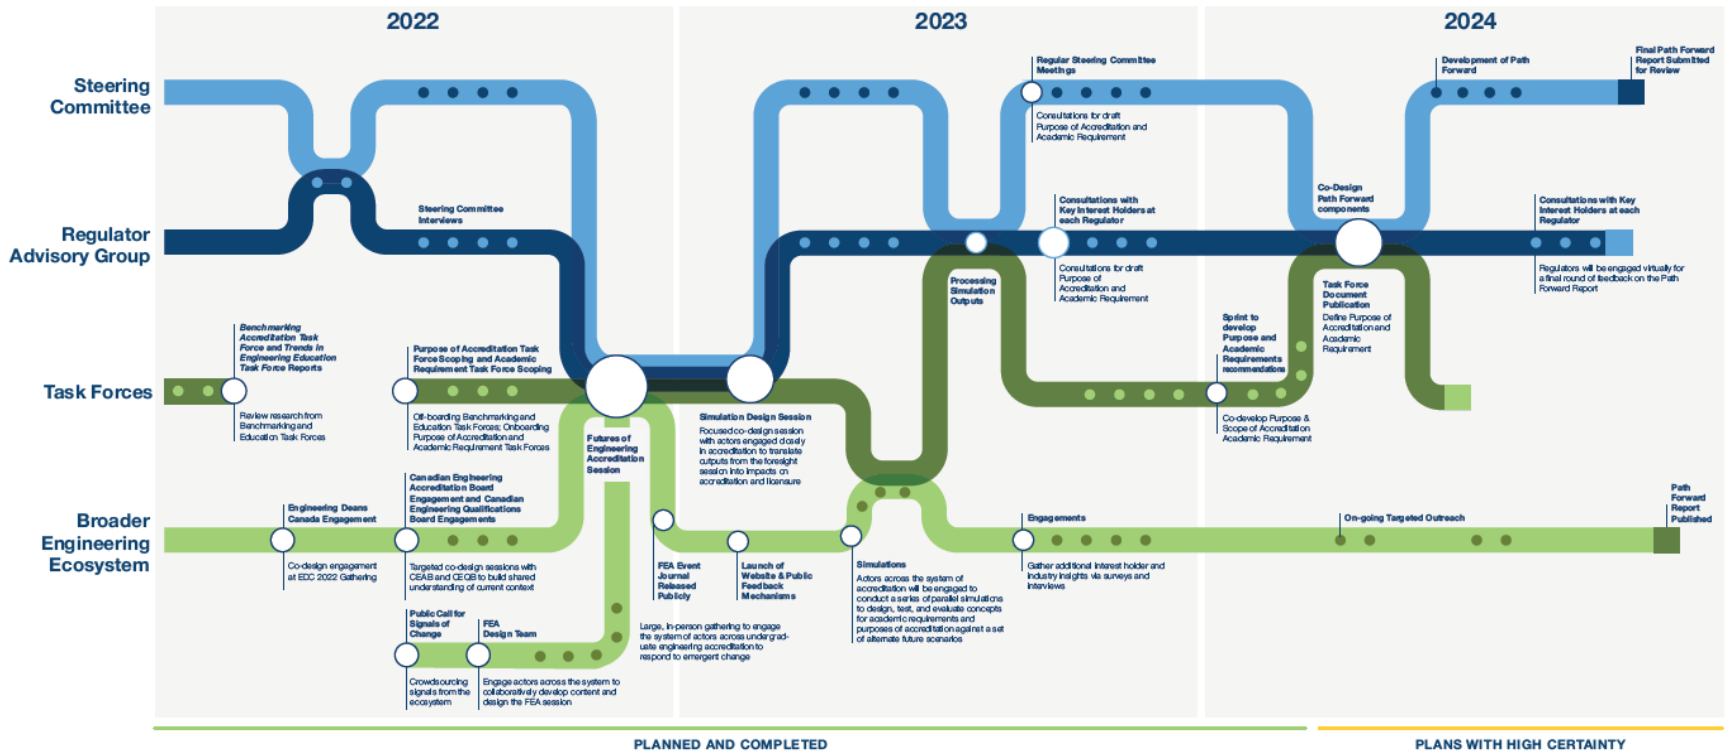 2022
2023
2024
Steering
Committee
Regulator
Advisory Group
Task Forces
Broader
Engineering
Ecosystem
Steering Committee
Interviews
Benchmarking
Accreditation Task
Force and Trends in
Engineering Education
Task Force Reports
Review research from
Benchmarking and
Education Task Forces
Purpose of Accreditation Task
Force Scoping and Academic
Requirement Task Force Scoping
Off-boarding Benchmarking and
Education Task Forces; Onboarding
Purpose of Accreditation and
Academic Requirement Task Forces
Engineering Deans
Canada Engagement
Co-design engagement
at EDC 2022 Gathering
Canadian Engineering
Accreditation Board
Engagement and Canadian
Engineering Qualifications
Board Engagements
Targeted co-design sessions with
CEAB and CEQB to build shared
understanding of current context
Public Call for
Signals of
Change
Crowdsourcing
signals from the
ecosystem
FEA
Design Team
Engage actors across the system to
collaboratively develop content and
design the FEA session
Futures of
Engineering
Accreditation
Session
Large, in-person gathering to engage
the system of actors across undergrad-
uate engineering accreditation to
respond to emergent change
FEA Event
Journal
Released
Publicly
Launch of
Website & Public
Feedback
Mechanisms
Simulation Design Session
Focused co-design session
with actors engaged closely
in accreditation to translate
outputs from the foresight
session into impacts on
accreditation and licensure
Simulations
Actors across the system of
accreditation will be engaged to
conduct a series of parallel simulations
to design, test, and evaluate concepts
for academic requirements and
purposes of accreditation against a set
of alternate future scenarios
Processing
Simulation
Outputs
Regular Steering Committee
Meetings
Consultations for draft
Purpose of Accreditation and
Academic Requirement
Consultations with
Key Interest Holders at
each Regulator
Consultations for draft
Purpose of
Accreditation and
Academic Requirement
Engagements
Gather additional interest holder and
industry insights via surveys and
interviews
Sprint to
develop
Purpose and
Academic
Requirements
recommendations
Co-develop Purpose &
Scope of Accreditation
Academic Requirement
Co-Design
Path Forward
components
Task Force
Document
Publication
Define Purpose of
Accreditation and
Academic
Requirement
Development of Path
Forward
Final Path Forward
Report Submitted
for Review
Consultations with Key
Interest Holders at each
Regulator
Regulators will be engaged virtually for
a final round of feedback on the Path
Forward Report
On-going Targeted Outreach
Path
Forward
Report
Published
PLANNED AND COMPLETED
PLANS WITH HIGH CERTAINTY